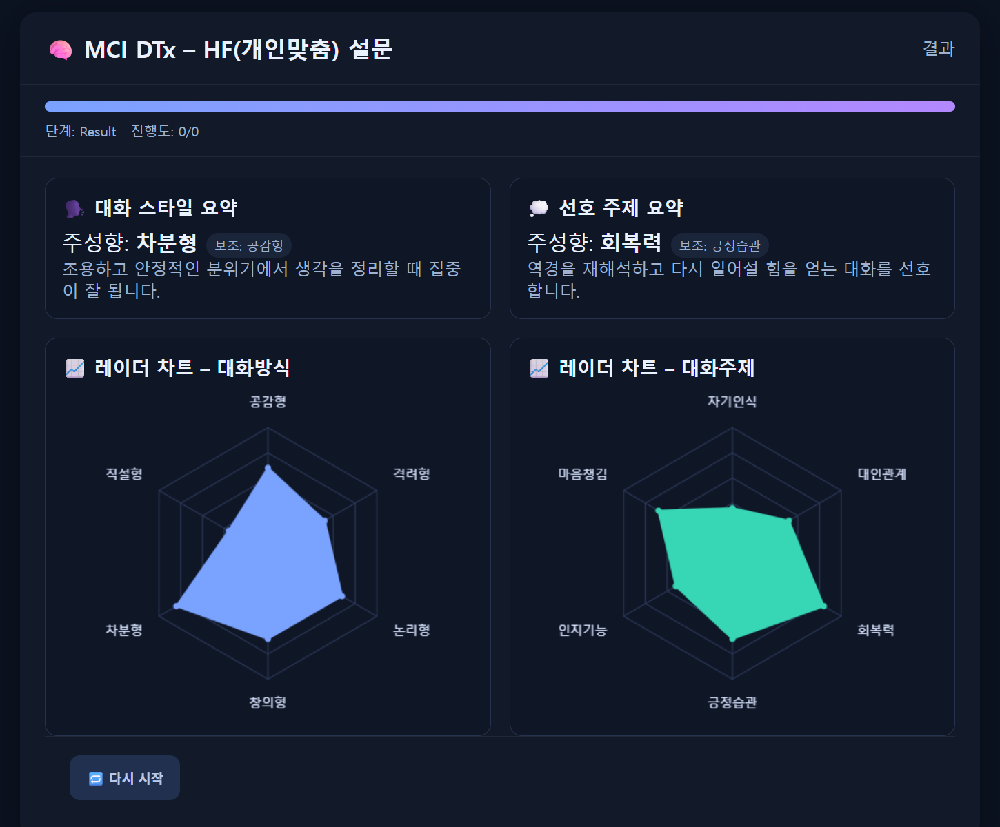 MCI DTx – HF(개인맞춤) 설문
결과
단계: Result 진행도: 0/0
대화 스타일 요약
주성향: 차분형 보조: 공감형
조용하고 안정적인 분위기에서 생각을 정리할 때 집중
이 잘 됩니다.
선호 주제 요약
주성향: 회복력 보조: 긍정습관
역경을 재해석하고 다시 일어설 힘을 얻는 대화를 선호
합니다.
레이더 차트 – 대화방식
공감형
직설형
격려형
차분형
논리형
창의형
레이더 차트 – 대화주제
자기인식
마음챙김
대인관계
인지기능
회복력
긍정습관
다시 시작